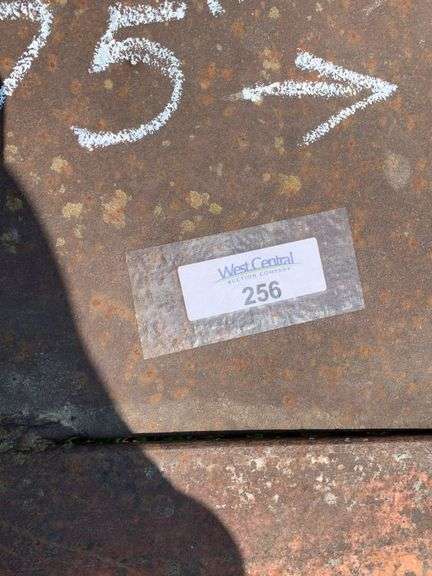 75' →
West Central
AUCTION COMPANY
256